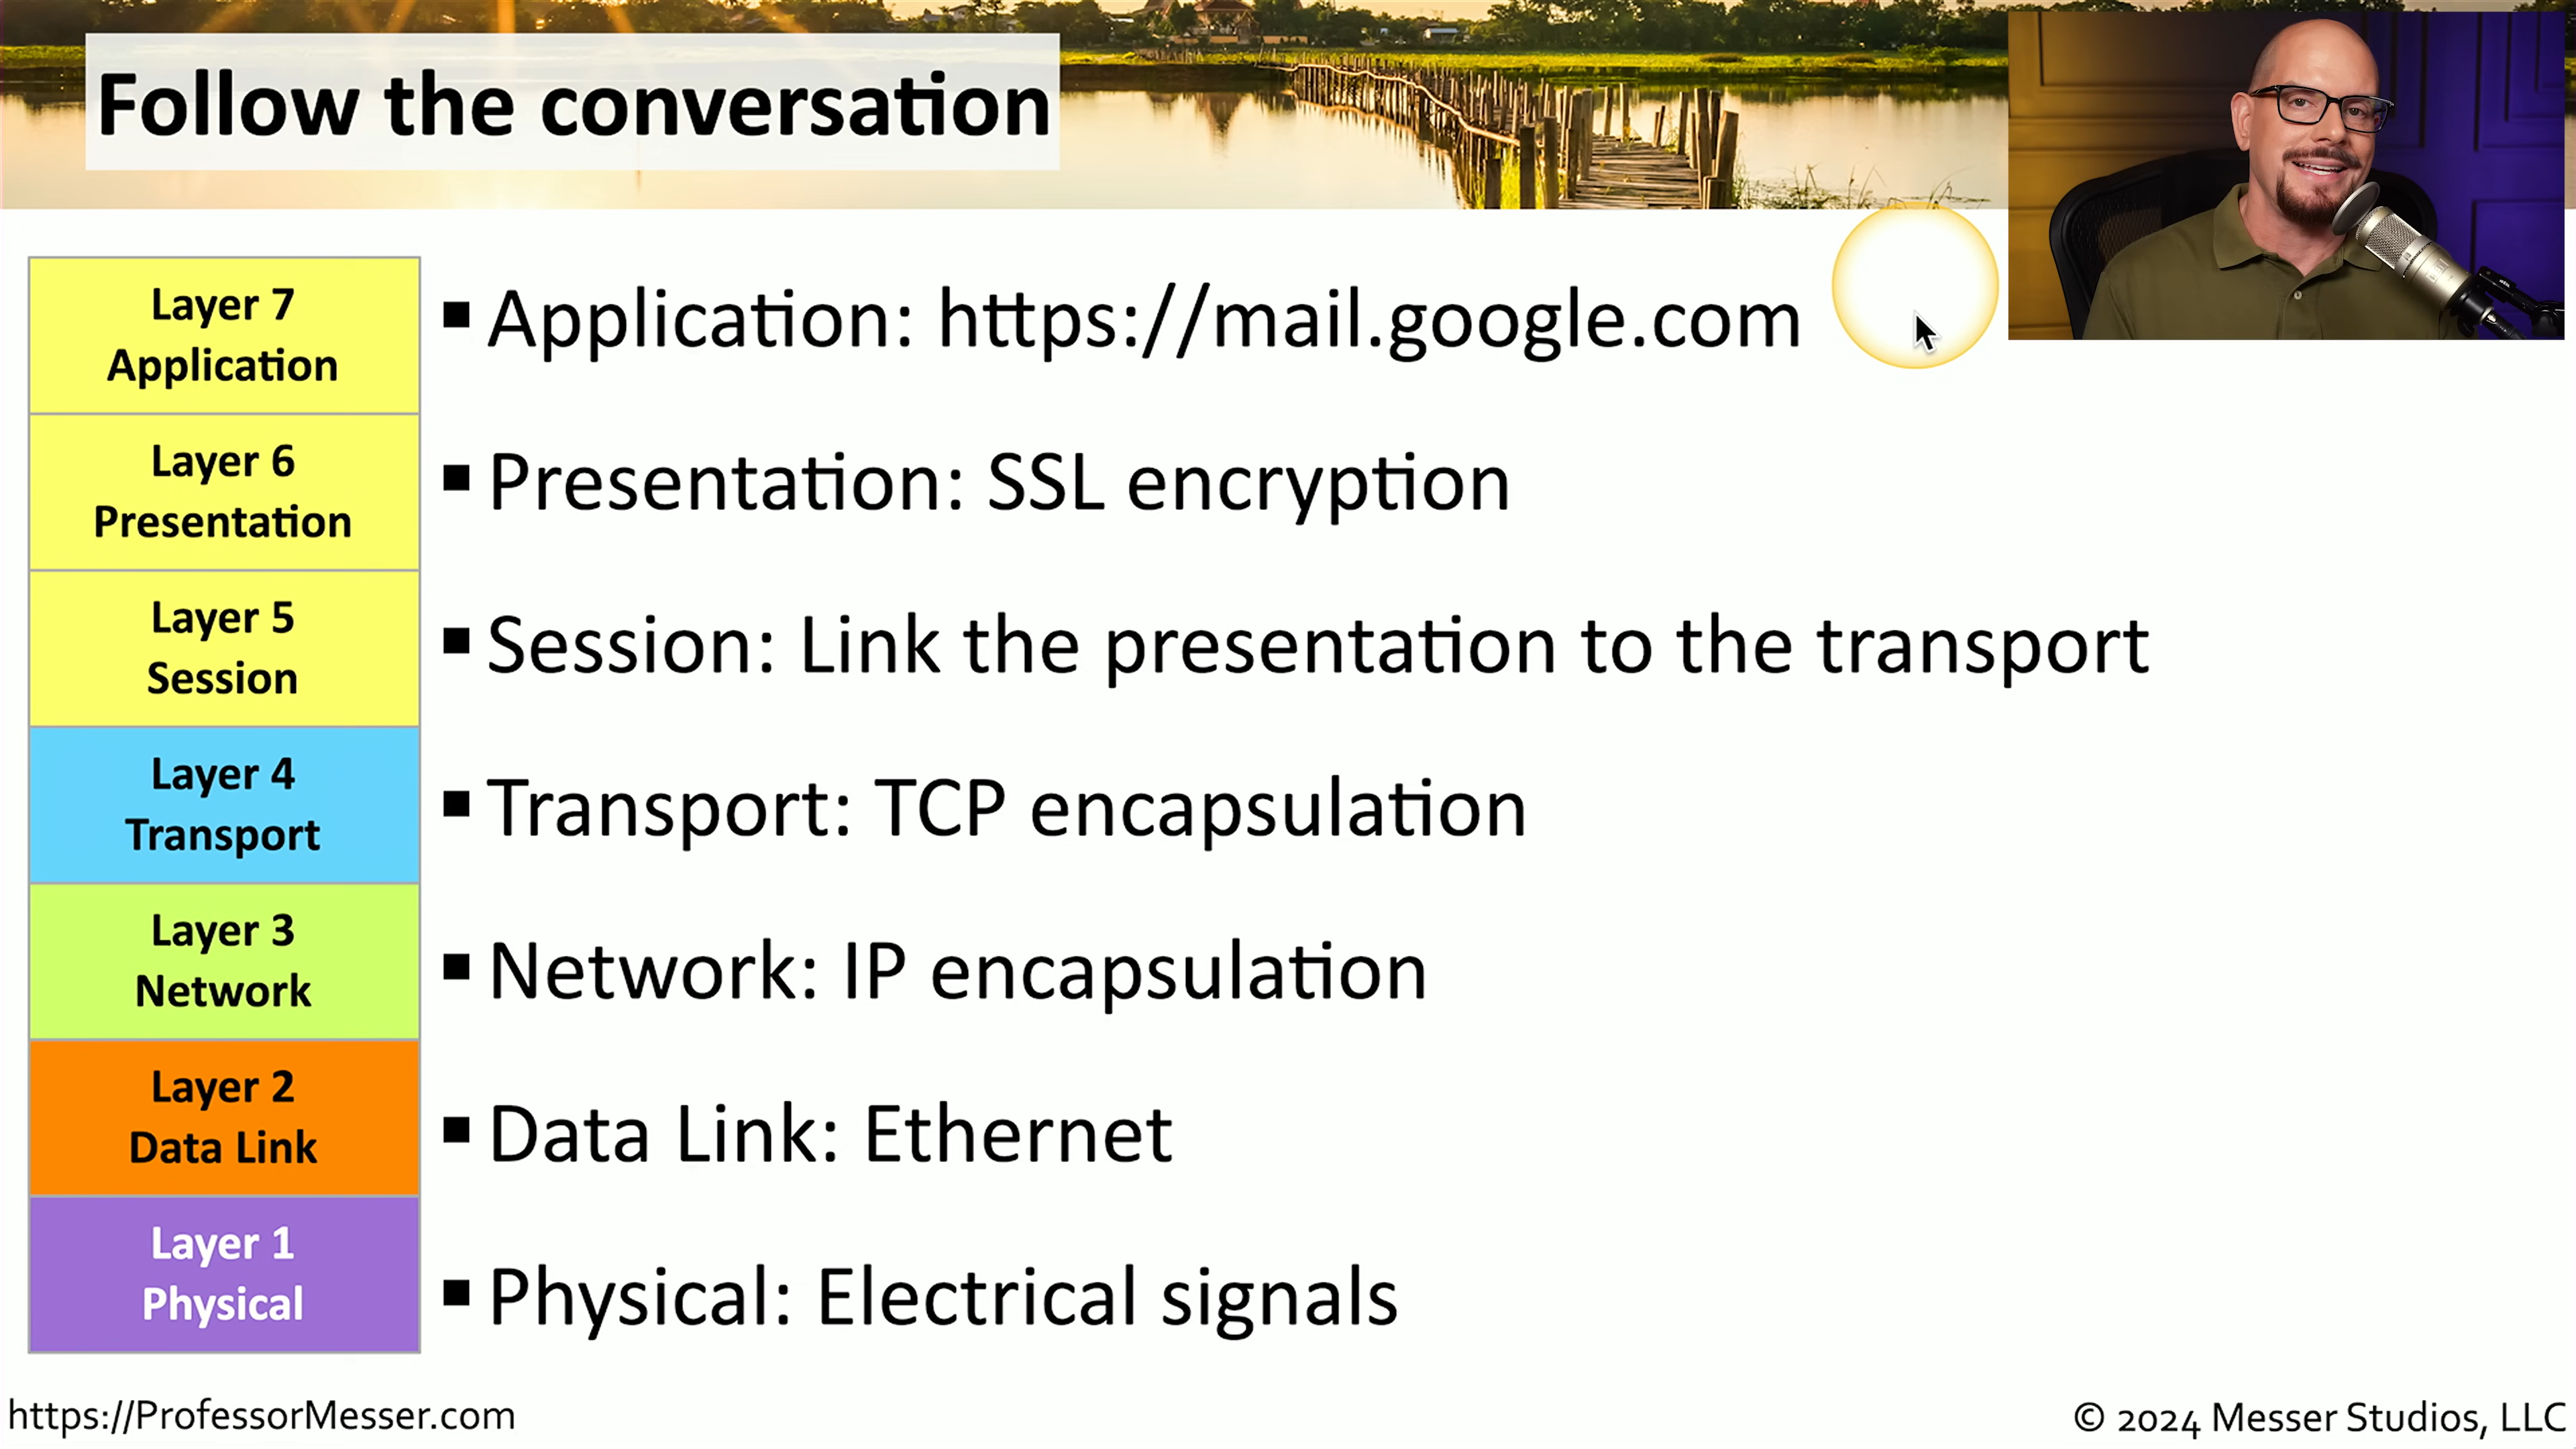 Follow the conversation
Layer 7
Application
▪ Application: https://mail.google.com
Layer 6
Presentation
▪ Presentation: SSL encryption
Layer 5
Session
▪ Session: Link the presentation to the transport
Layer 4
Transport
▪ Transport: TCP encapsulation
Layer 3
Network
▪ Network: IP encapsulation
Layer 2
Data Link
▪ Data Link: Ethernet
Layer 1
Physical
▪ Physical: Electrical signals
https://ProfessorMesser.com
© 2024 Messer Studios, LLC